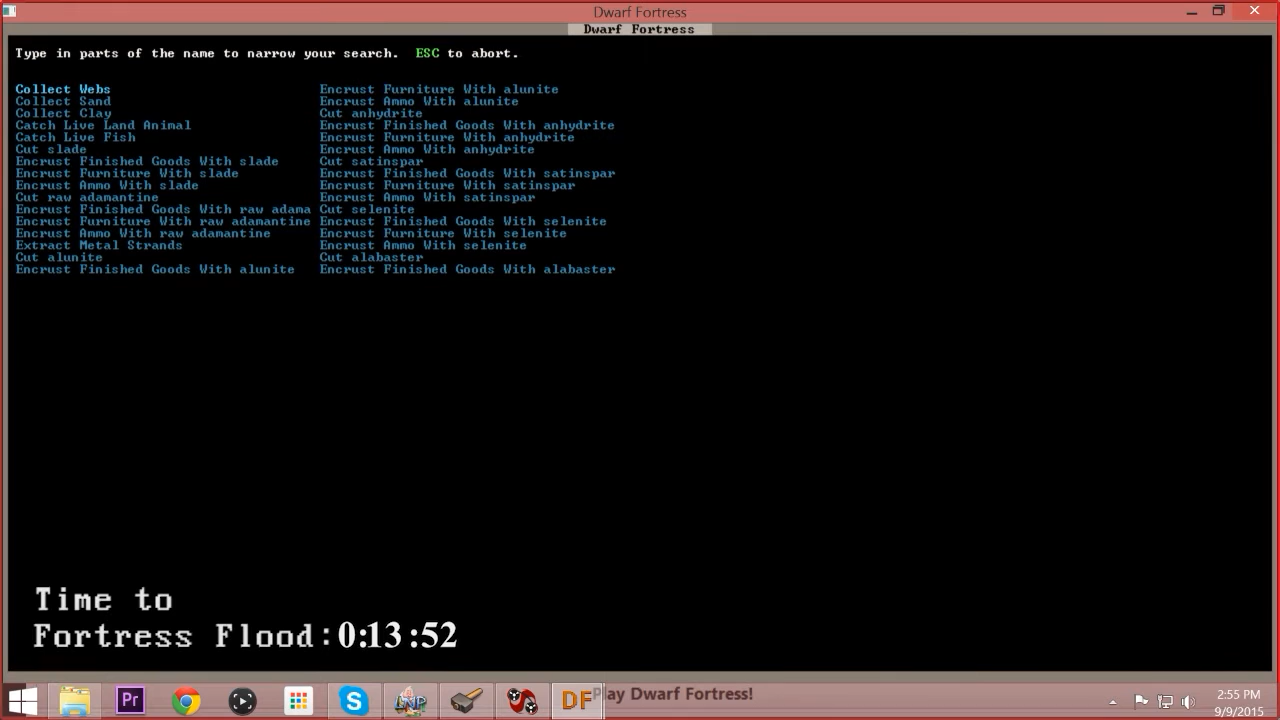 Dwarf Fortress
Dwarf Fortress
Type in parts of the name to narrow your search. ESC to abort.
Collect Webs
Collect Sand
Collect Clay
Catch Live Land Animal
Catch Live Fish
Cut slade
Encrust Finished Goods With slade
Encrust Furniture With slade
Encrust Ammo With slade
Cut raw adamantine
Encrust Finished Goods With raw adama
Encrust Furniture With raw adamantine
Encrust Ammo With raw adamantine
Extract Metal Strands
Cut alunite
Encrust Finished Goods With alunite
Encrust Furniture With alunite
Encrust Ammo With alunite
Cut anhydrite
Encrust Finished Goods With anhydrite
Encrust Furniture With anhydrite
Encrust Ammo With anhydrite
Cut satinspar
Encrust Finished Goods With satinspar
Encrust Furniture With satinspar
Encrust Ammo With satinspar
Cut selenite
Encrust Finished Goods With selenite
Encrust Furniture With selenite
Encrust Ammo With selenite
Cut alabaster
Encrust Finished Goods With alabaster
Time to
Fortress Flood:0:13:52
Pr
S
LNP
DF
Play Dwarf Fortress!
2:55 PM
9/9/2015